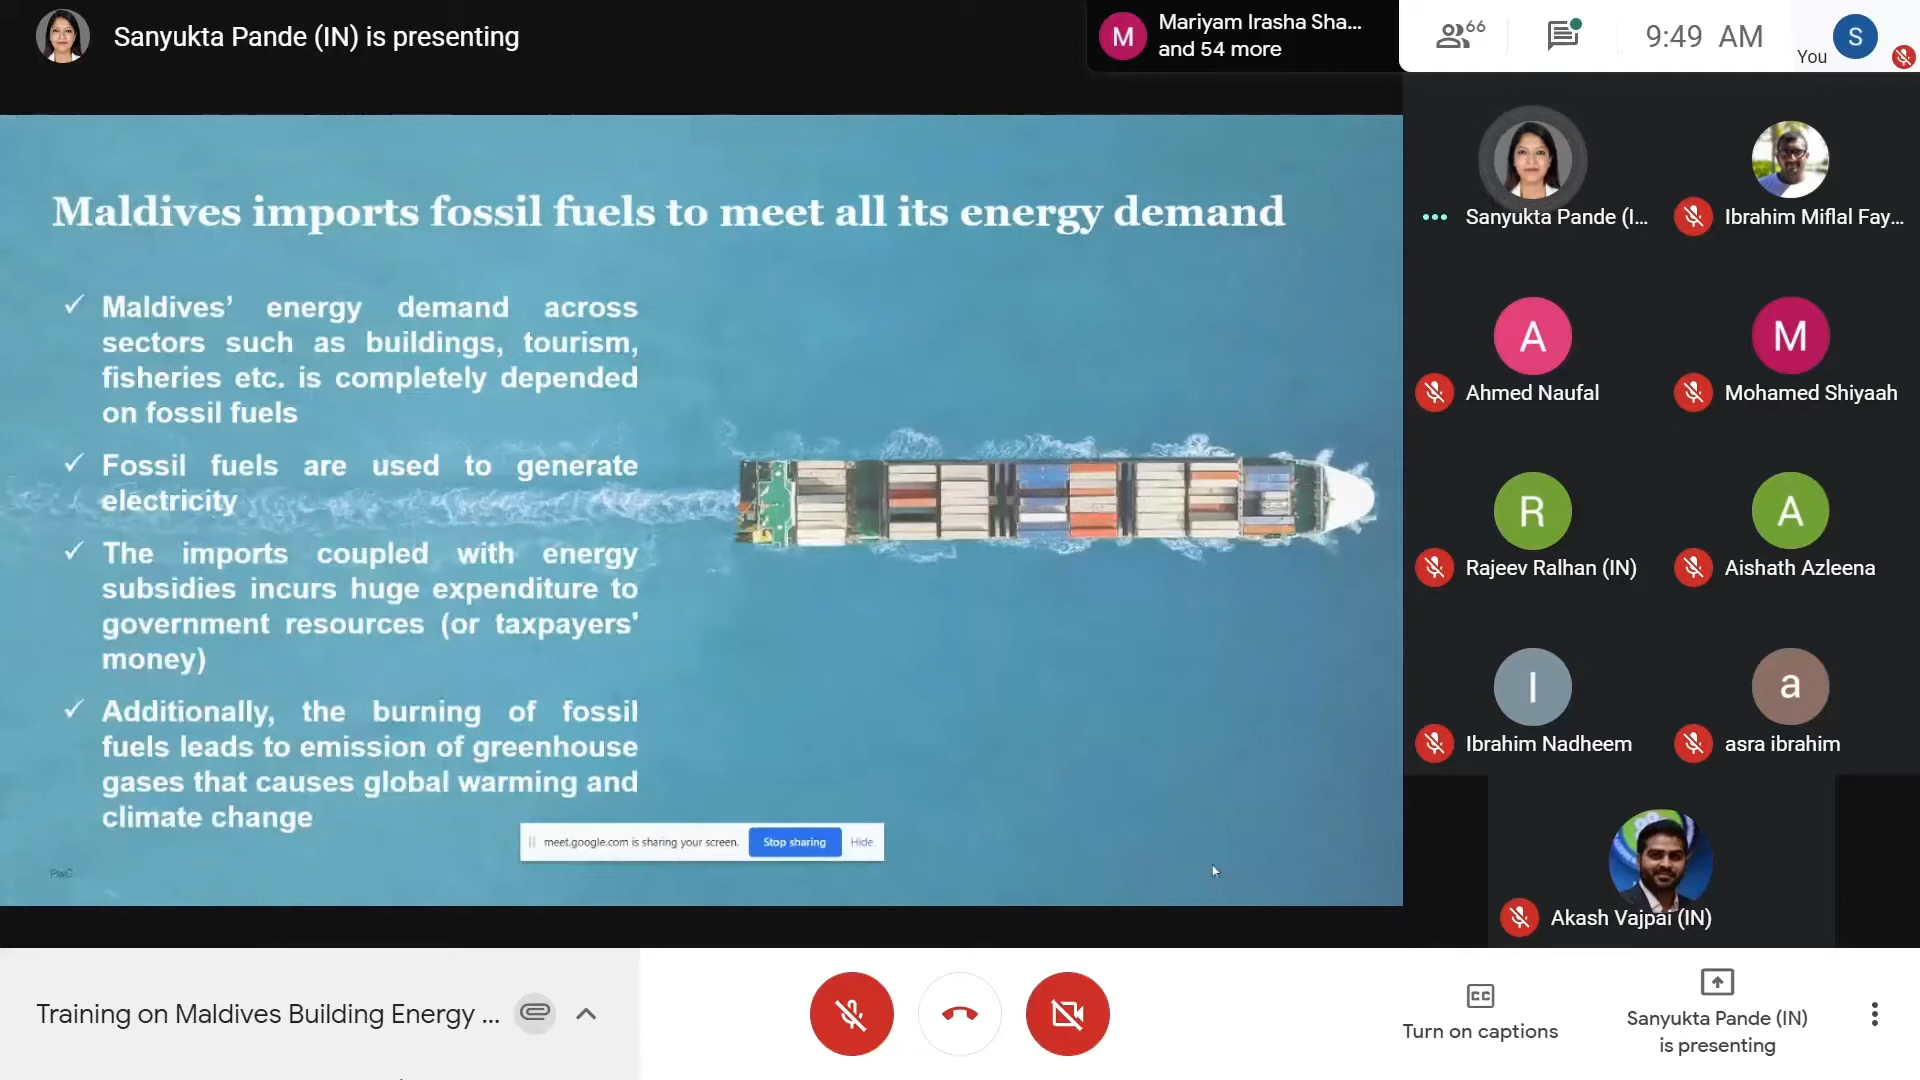 Sanyukta Pande (IN) is presenting
M
Mariyam Irasha Sha...
and 54 more
66
9:49 AM
You
S
Maldives imports fossil fuels to meet all its energy demand
✓ Maldives’ energy demand across
sectors such as buildings, tourism,
fisheries etc. is completely depended
on fossil fuels
✓ Fossil fuels are used to generate
electricity
✓ The imports coupled with energy
subsidies incurs huge expenditure to
government resources (or taxpayers'
money)
✓ Additionally, the burning of fossil
fuels leads to emission of greenhouse
gases that causes global warming and
climate change
PwC
meet.google.com is sharing your screen.
Stop sharing
Hide
Sanyukta Pande (I...
Ibrahim Miflal Fay...
A
Ahmed Naufal
M
Mohamed Shiyaah
R
Rajeev Ralhan (IN)
A
Aishath Azleena
I
Ibrahim Nadheem
a
asra ibrahim
Akash Vajpai (IN)
Training on Maldives Building Energy ...
CC
Turn on captions
Sanyukta Pande (IN)
is presenting